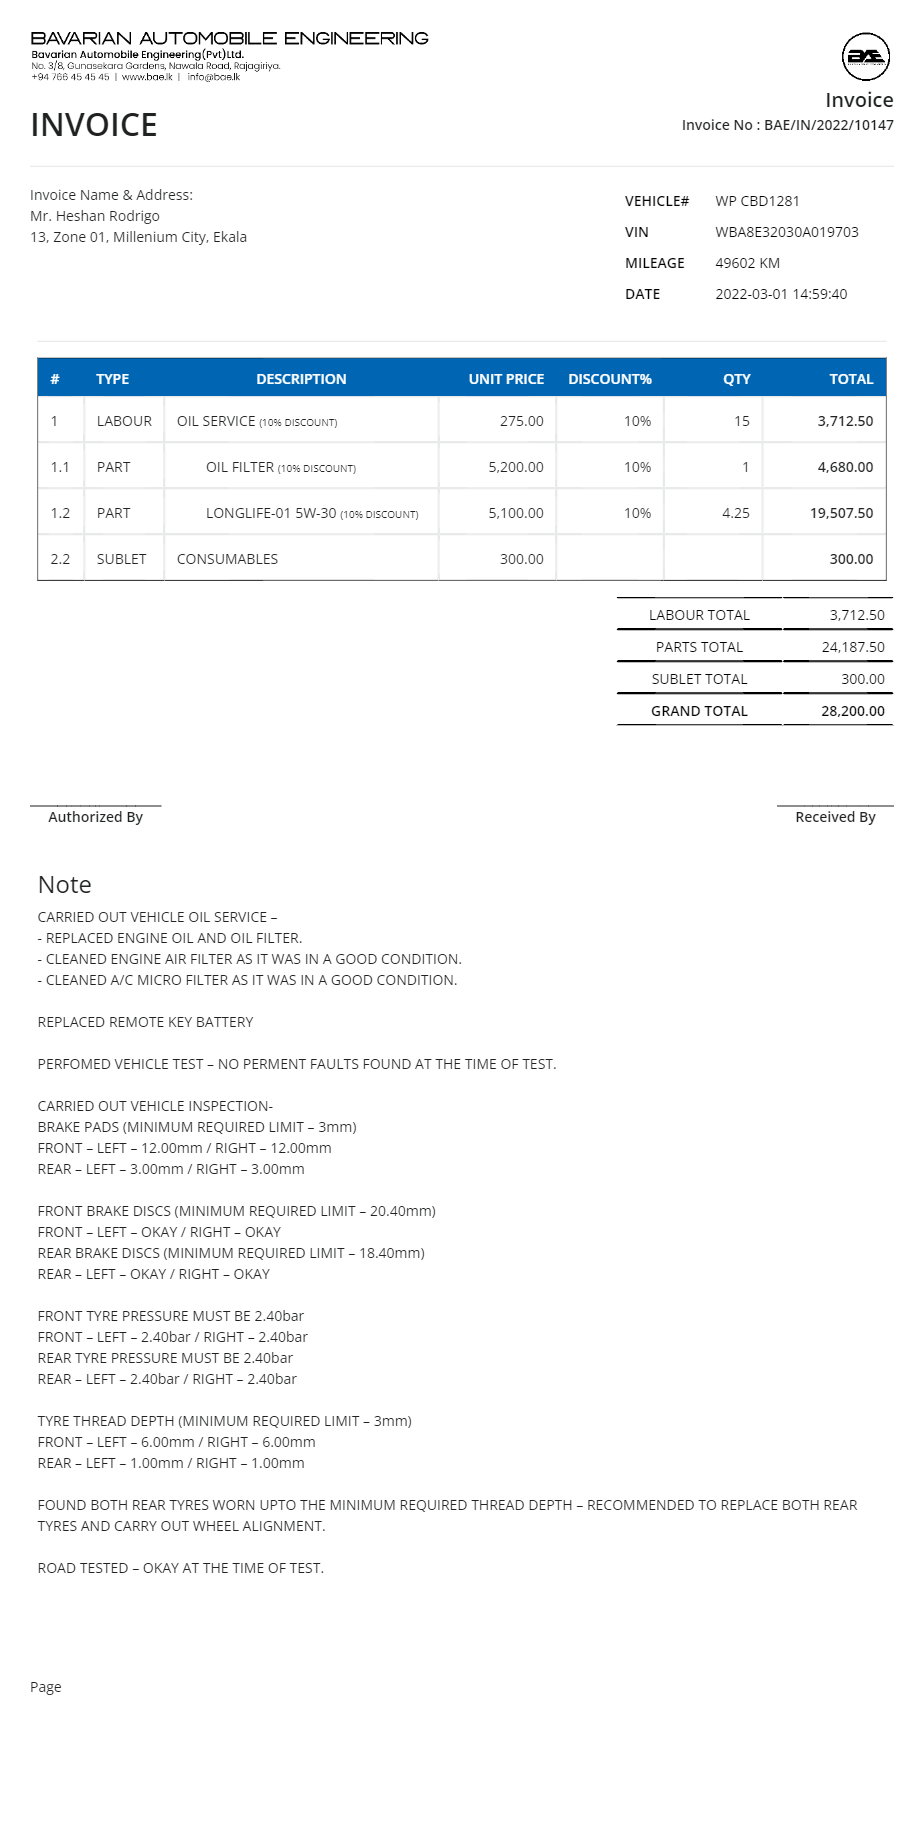 BAVARIAN AUTOMOBILE ENGINEERING
Bavarian Automobile Engineering(Pvt)Ltd.
No. 3/8, Gunasekara Gardens, Nawala Road, Rajagiriya.
+94 766 45 45 45 | www.bae.lk | info@bae.lk
BAE
Invoice
INVOICE
Invoice No : BAE/IN/2022/10147
Invoice Name & Address:
Mr. Heshan Rodrigo
13, Zone 01, Millenium City, Ekala
VEHICLE# WP CBD1281
VIN WBA8E32030A019703
MILEAGE 49602 KM
DATE 2022-03-01 14:59:40
# TYPE DESCRIPTION UNIT PRICE DISCOUNT% QTY TOTAL
1 LABOUR OIL SERVICE (10% DISCOUNT) 275.00 10% 15 3,712.50
1.1 PART OIL FILTER (10% DISCOUNT) 5,200.00 10% 1 4,680.00
1.2 PART LONGLIFE-01 5W-30 (10% DISCOUNT) 5,100.00 10% 4.25 19,507.50
2.2 SUBLET CONSUMABLES 300.00 300.00
LABOUR TOTAL 3,712.50
PARTS TOTAL 24,187.50
SUBLET TOTAL 300.00
GRAND TOTAL 28,200.00
Authorized By Received By
Note
CARRIED OUT VEHICLE OIL SERVICE –
- REPLACED ENGINE OIL AND OIL FILTER.
- CLEANED ENGINE AIR FILTER AS IT WAS IN A GOOD CONDITION.
- CLEANED A/C MICRO FILTER AS IT WAS IN A GOOD CONDITION.
REPLACED REMOTE KEY BATTERY
PERFOMED VEHICLE TEST – NO PERMENT FAULTS FOUND AT THE TIME OF TEST.
CARRIED OUT VEHICLE INSPECTION-
BRAKE PADS (MINIMUM REQUIRED LIMIT – 3mm)
FRONT – LEFT – 12.00mm / RIGHT – 12.00mm
REAR – LEFT – 3.00mm / RIGHT – 3.00mm
FRONT BRAKE DISCS (MINIMUM REQUIRED LIMIT – 20.40mm)
FRONT – LEFT – OKAY / RIGHT – OKAY
REAR BRAKE DISCS (MINIMUM REQUIRED LIMIT – 18.40mm)
REAR – LEFT – OKAY / RIGHT – OKAY
FRONT TYRE PRESSURE MUST BE 2.40bar
FRONT – LEFT – 2.40bar / RIGHT – 2.40bar
REAR TYRE PRESSURE MUST BE 2.40bar
REAR – LEFT – 2.40bar / RIGHT – 2.40bar
TYRE THREAD DEPTH (MINIMUM REQUIRED LIMIT – 3mm)
FRONT – LEFT – 6.00mm / RIGHT – 6.00mm
REAR – LEFT – 1.00mm / RIGHT – 1.00mm
FOUND BOTH REAR TYRES WORN UPTO THE MINIMUM REQUIRED THREAD DEPTH – RECOMMENDED TO REPLACE BOTH REAR
TYRES AND CARRY OUT WHEEL ALIGNMENT.
ROAD TESTED – OKAY AT THE TIME OF TEST.
Page